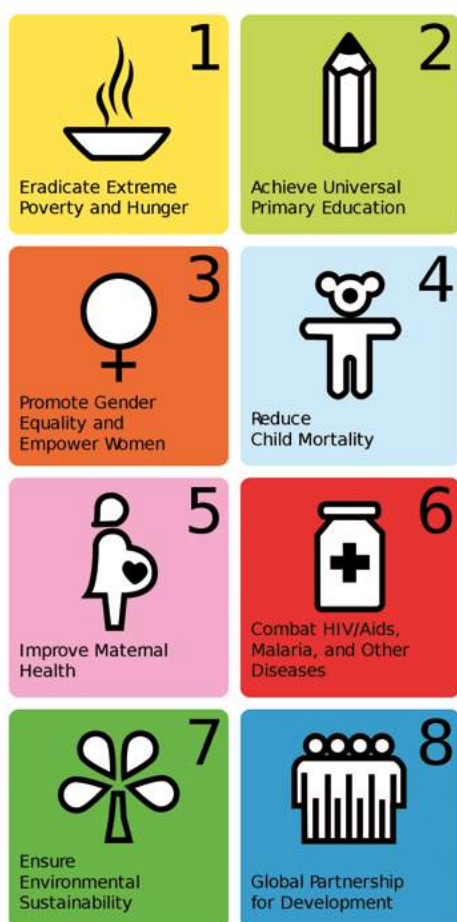 1
Eradicate Extreme
Poverty and Hunger
2
Achieve Universal
Primary Education
3
Promote Gender
Equality and
Empower Women
4
Reduce
Child Mortality
5
Improve Maternal
Health
6
Combat HIV/Aids,
Malaria, and Other
Diseases
7
Ensure
Environmental
Sustainability
8
Global Partnership
for Development